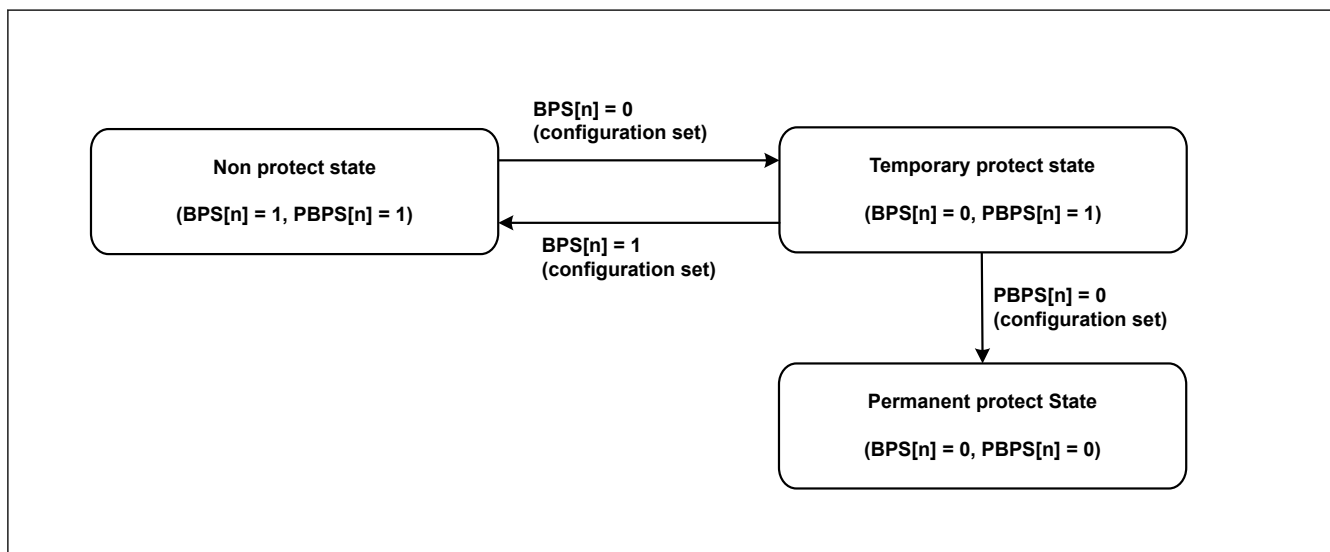 BPS[n] = 0
(configuration set)
Non protect state
(BPS[n] = 1, PBPS[n] = 1)
Temporary protect state
(BPS[n] = 0, PBPS[n] = 1)
BPS[n] = 1
(configuration set)
PBPS[n] = 0
(configuration set)
Permanent protect State
(BPS[n] = 0, PBPS[n] = 0)